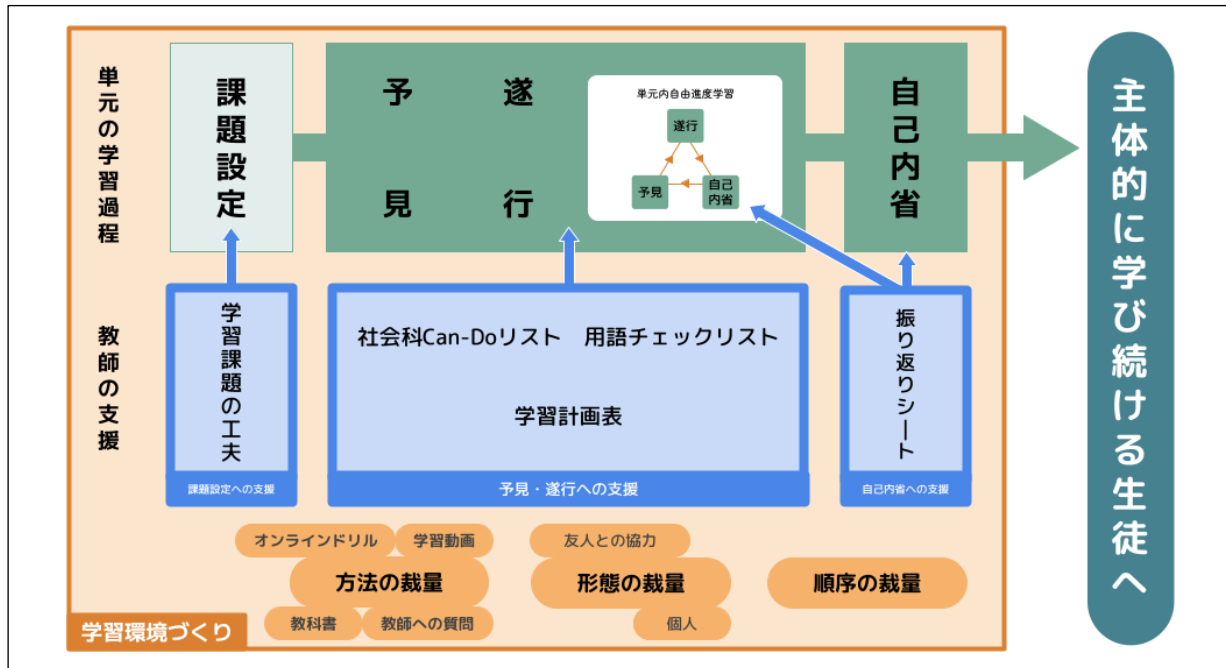 単元の学習過程
課題設定
予見
遂行
単元内自由進度学習
遂行
予見
自己
内省
自己内省
主体的に学び続ける生徒へ
教師の支援
学習課題の工夫
課題設定への支援
社会科Can-Doリスト 用語チェックリスト
学習計画表
予見・遂行への支援
振り返りシート
自己内省への支援
オンラインドリル
学習動画
友人との協力
方法の裁量
形態の裁量
順序の裁量
教科書
教師への質問
個人
学習環境づくり